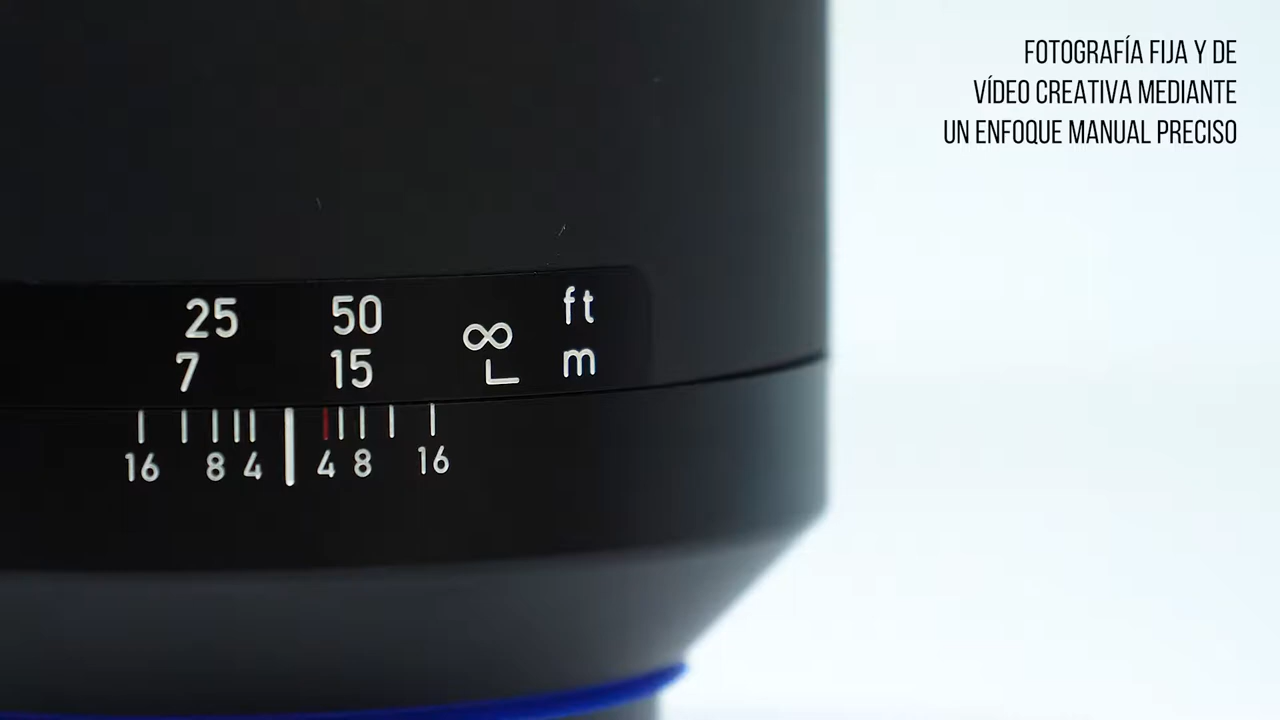 FOTOGRAFÍA FIJA Y DE
VÍDEO CREATIVA MEDIANTE
UN ENFOQUE MANUAL PRECISO
25 50 ∞ ft
7 15 m
16 8 4 4 8 16